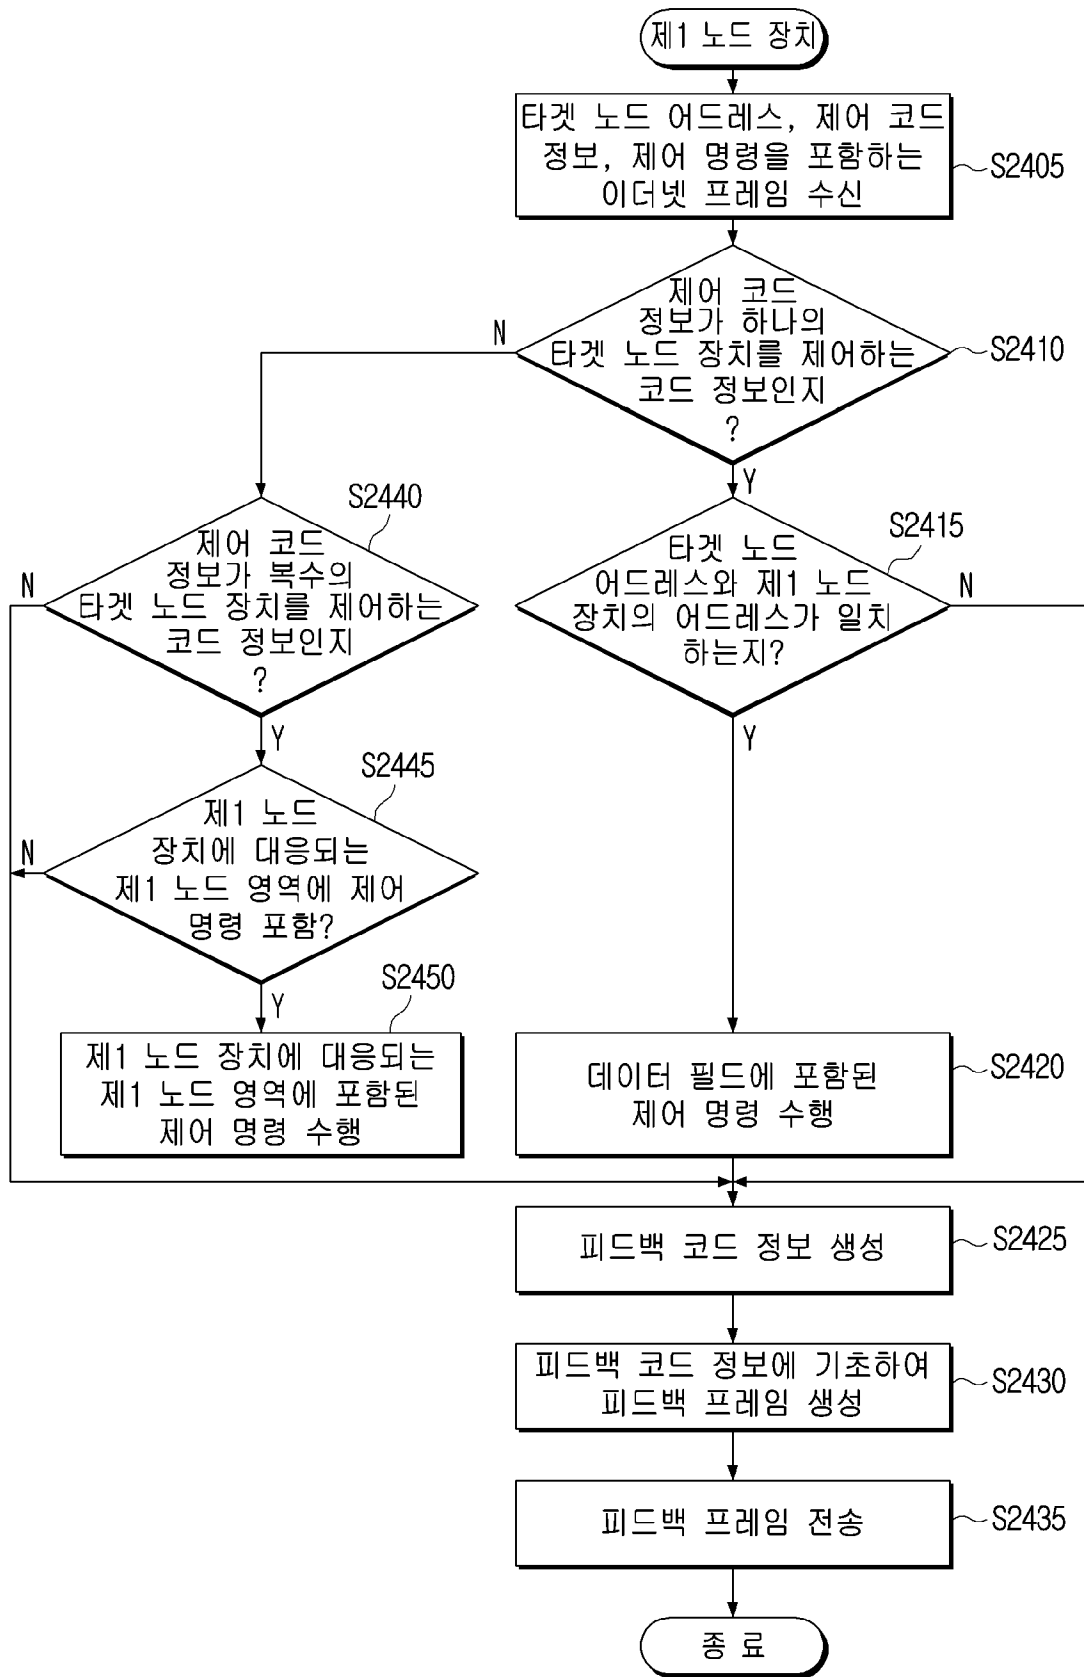 제1 노드 장치
타겟 노드 어드레스, 제어 코드
정보, 제어 명령을 포함하는
이더넷 프레임 수신
S2405
제어 코드
정보가 하나의
타겟 노드 장치를 제어하는
코드 정보인지
?
S2410
N
Y
S2440
제어 코드
정보가 복수의
타겟 노드 장치를 제어하는
코드 정보인지
?
N
Y
S2415
타겟 노드
어드레스와 제1 노드
장치의 어드레스가 일치
하는지?
N
Y
S2445
제1 노드
장치에 대응되는
제1 노드 영역에 제어
명령 포함?
N
Y
S2450
제1 노드 장치에 대응되는
제1 노드 영역에 포함된
제어 명령 수행
데이터 필드에 포함된
제어 명령 수행
S2420
피드백 코드 정보 생성
S2425
피드백 코드 정보에 기초하여
피드백 프레임 생성
S2430
피드백 프레임 전송
S2435
종 료